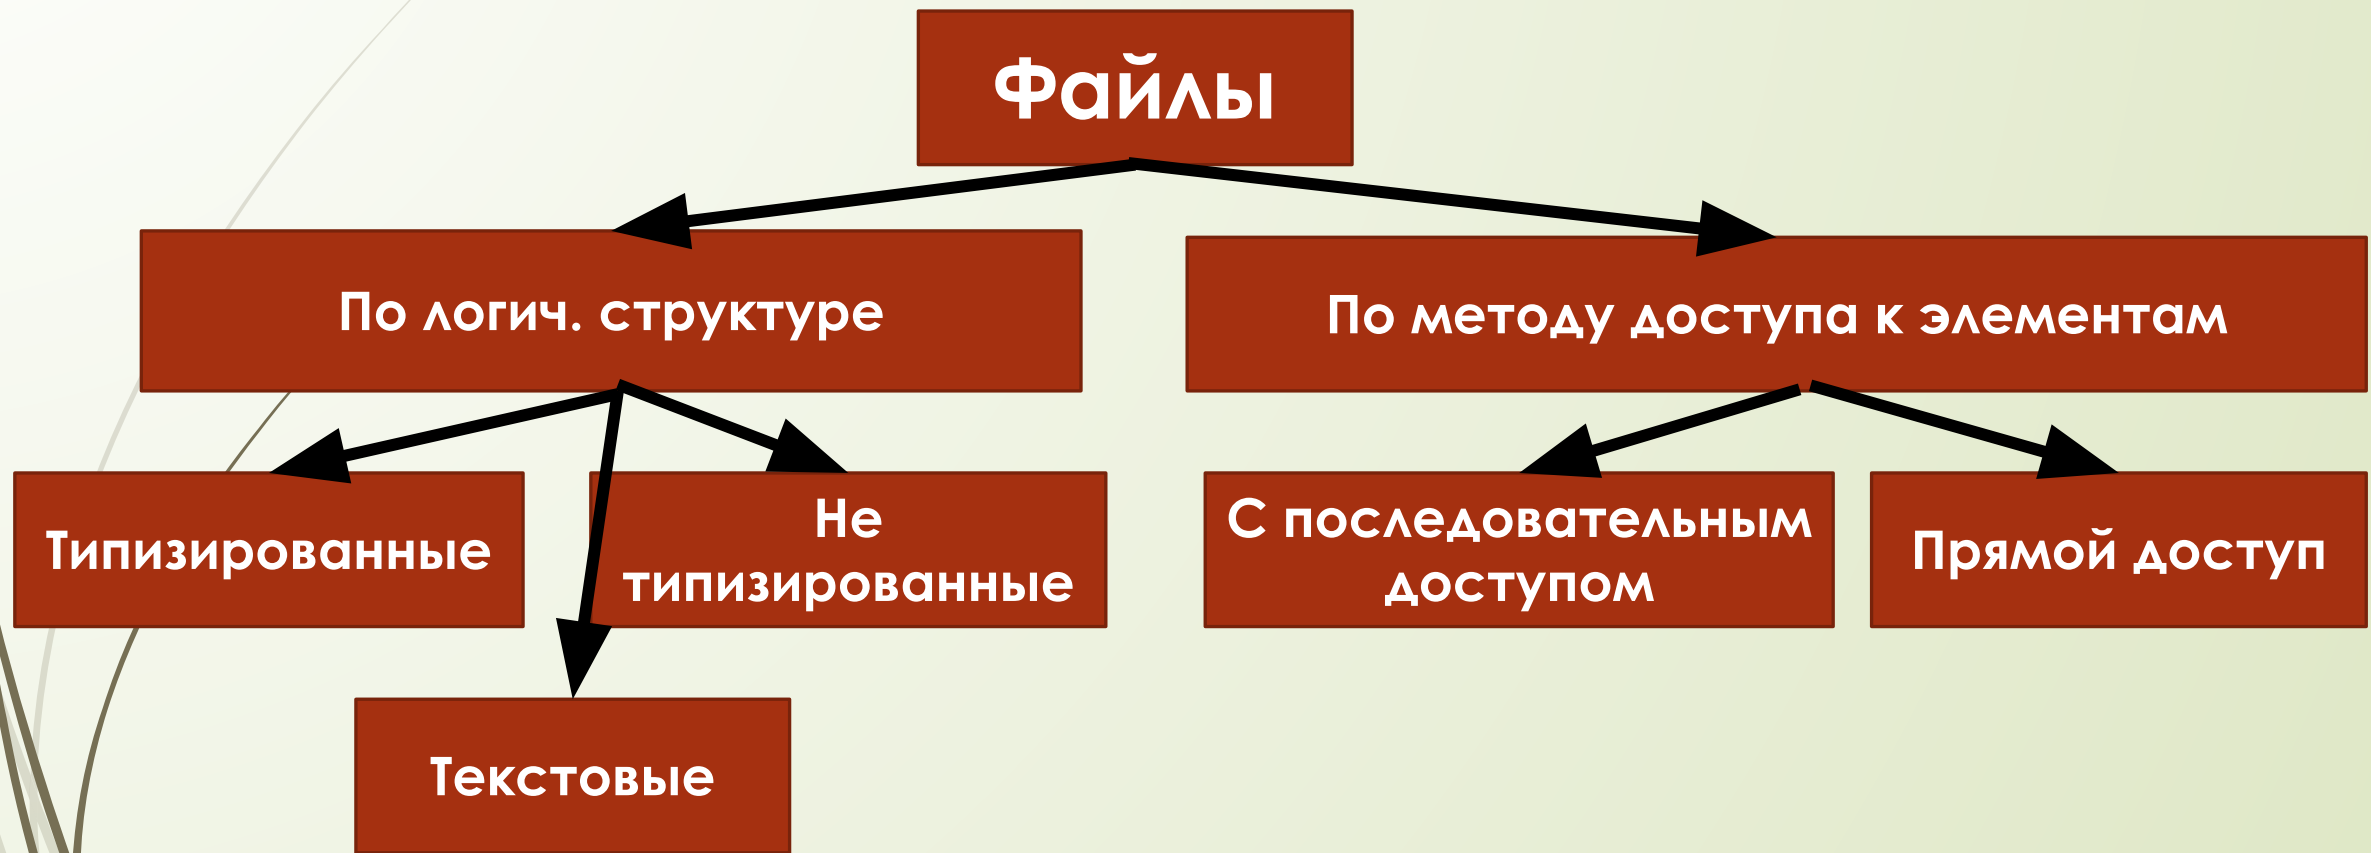 Файлы
По логич. структуре
По методу доступа к элементам
Типизированные
Не
типизированные
С последовательным
доступом
Прямой доступ
Текстовые